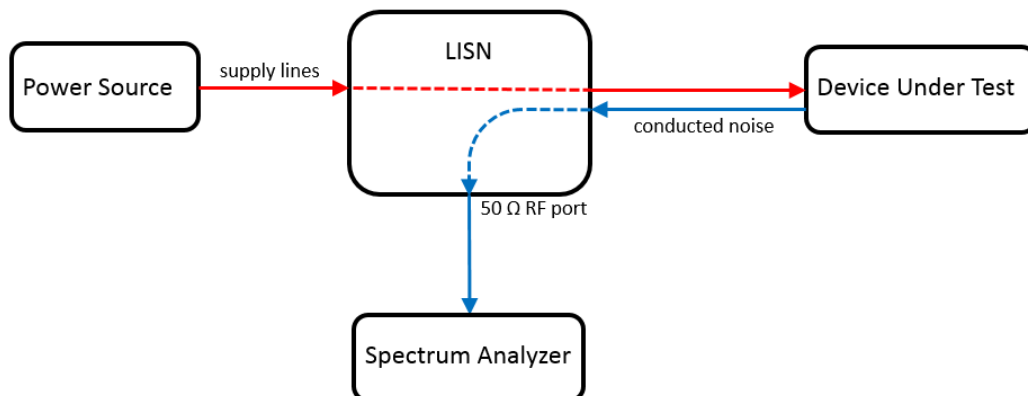 LISN
Power Source
supply lines
Device Under Test
conducted noise
50 Ω RF port
Spectrum Analyzer